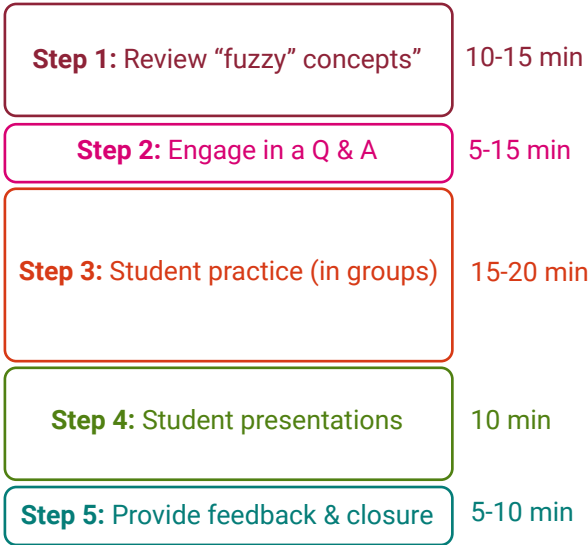 Step 1: Review “fuzzy” concepts” 10-15 min
Step 2: Engage in a Q & A 5-15 min
Step 3: Student practice (in groups) 15-20 min
Step 4: Student presentations 10 min
Step 5: Provide feedback & closure 5-10 min